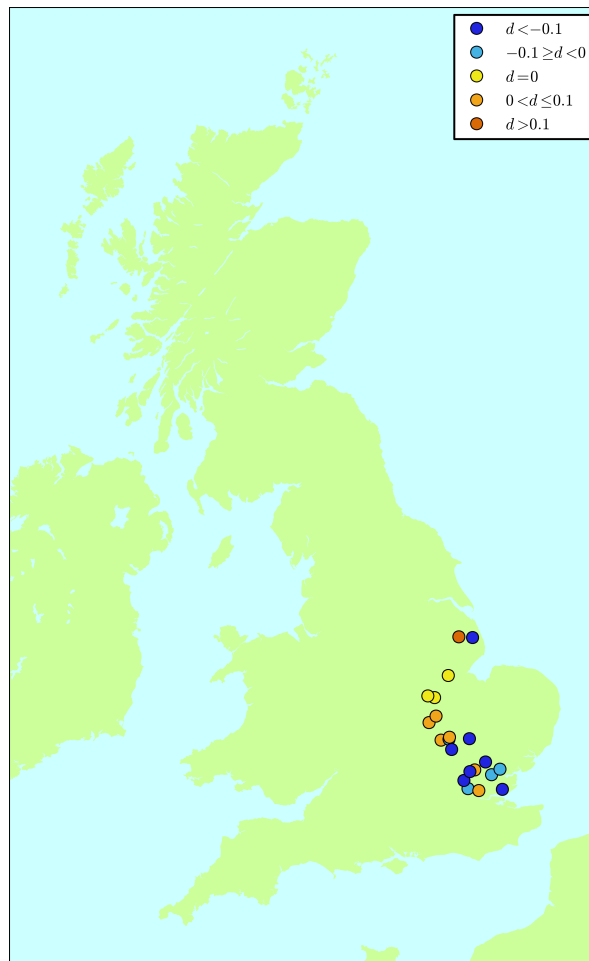 d < −0.1
−0.1 ≥ d < 0
d = 0
0 < d ≤ 0.1
d > 0.1